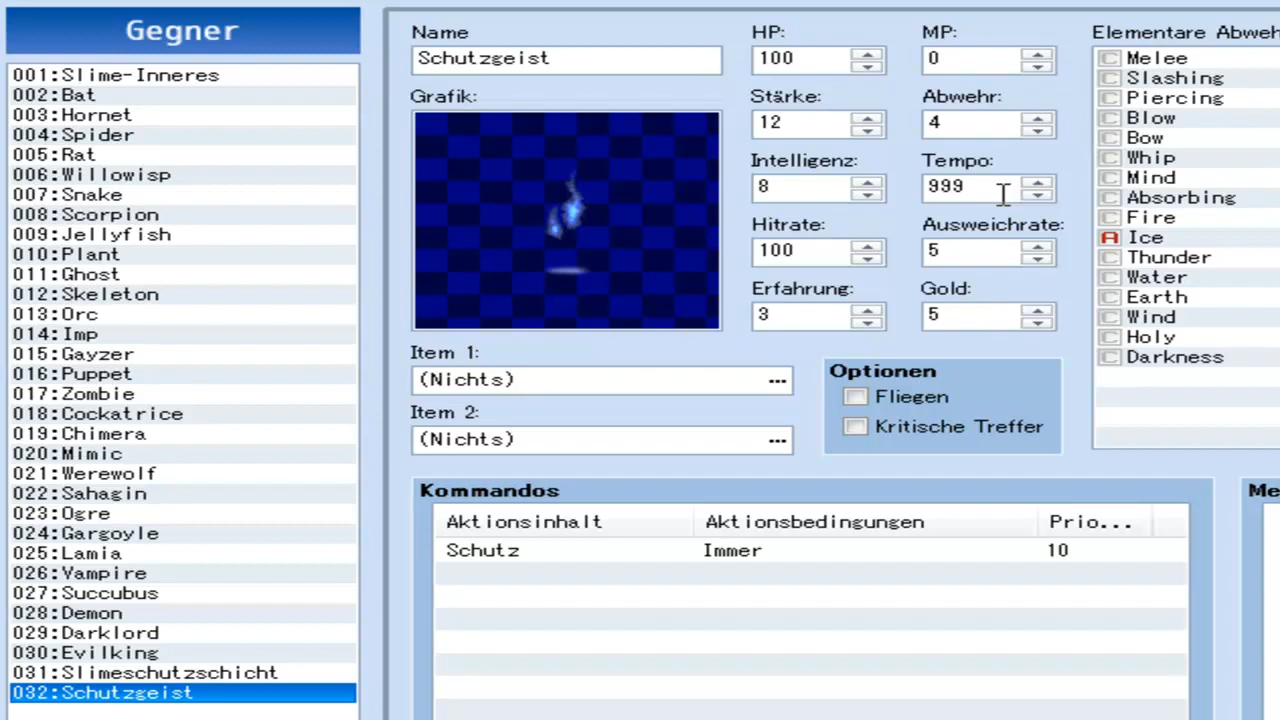 Gegner
001:Slime-Inneres
002:Bat
003:Hornet
004:Spider
005:Rat
006:Willowisp
007:Snake
008:Scorpion
009:Jellyfish
010:Plant
011:Ghost
012:Skeleton
013:Orc
014:Imp
015:Gayzer
016:Puppet
017:Zombie
018:Cockatrice
019:Chimera
020:Mimic
021:Werewolf
022:Sahagin
023:Ogre
024:Gargoyle
025:Lamia
026:Vampire
027:Succubus
028:Demon
029:Darklord
030:Evilking
031:Slimeschutzschicht
032:Schutzgeist
Name
Schutzgeist
Grafik:
HP:
100
MP:
0
Stärke:
12
Abwehr:
4
Intelligenz:
8
Tempo:
999
Hitrate:
100
Ausweichrate:
5
Erfahrung:
3
Gold:
5
Item 1:
(Nichts) ...
Item 2:
(Nichts) ...
Optionen
Fliegen
Kritische Treffer
Elementare Abweh
C Melee
C Slashing
C Piercing
C Blow
C Bow
C Whip
C Mind
C Absorbing
C Fire
A Ice
C Thunder
C Water
C Earth
C Wind
C Holy
C Darkness
Kommandos
Aktionsinhalt Aktionsbedingungen Prio...
Schutz Immer 10
Me